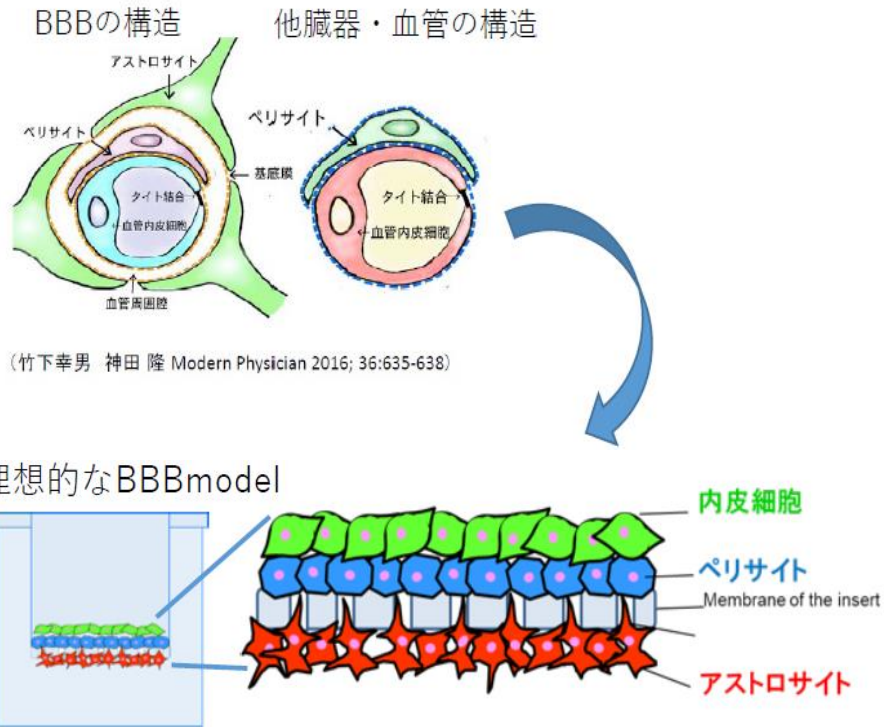 BBBの構造
他臓器・血管の構造
アストロサイト
ペリサイト
基底膜
タイト結合→
←血管内皮細胞
血管周囲腔
ペリサイト
タイト結合→
←血管内皮細胞
(竹下幸男 神田 隆 Modern Physician 2016; 36:635-638)
理想的なBBBmodel
内皮細胞
ペリサイト
Membrane of the insert
アストロサイト